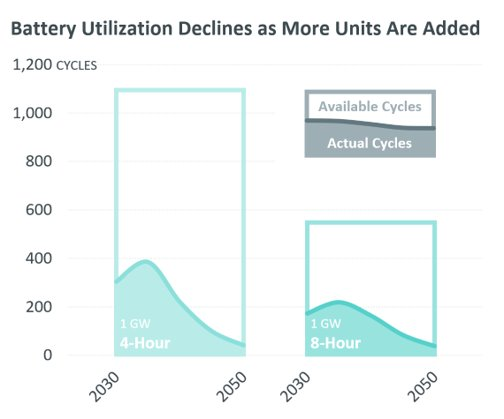 Battery Utilization Declines as More Units Are Added
1,200 CYCLES
1,000
800
600
400
200
0
Available Cycles
Actual Cycles
1 GW
4-Hour
1 GW
8-Hour
2030
2050
2030
2050